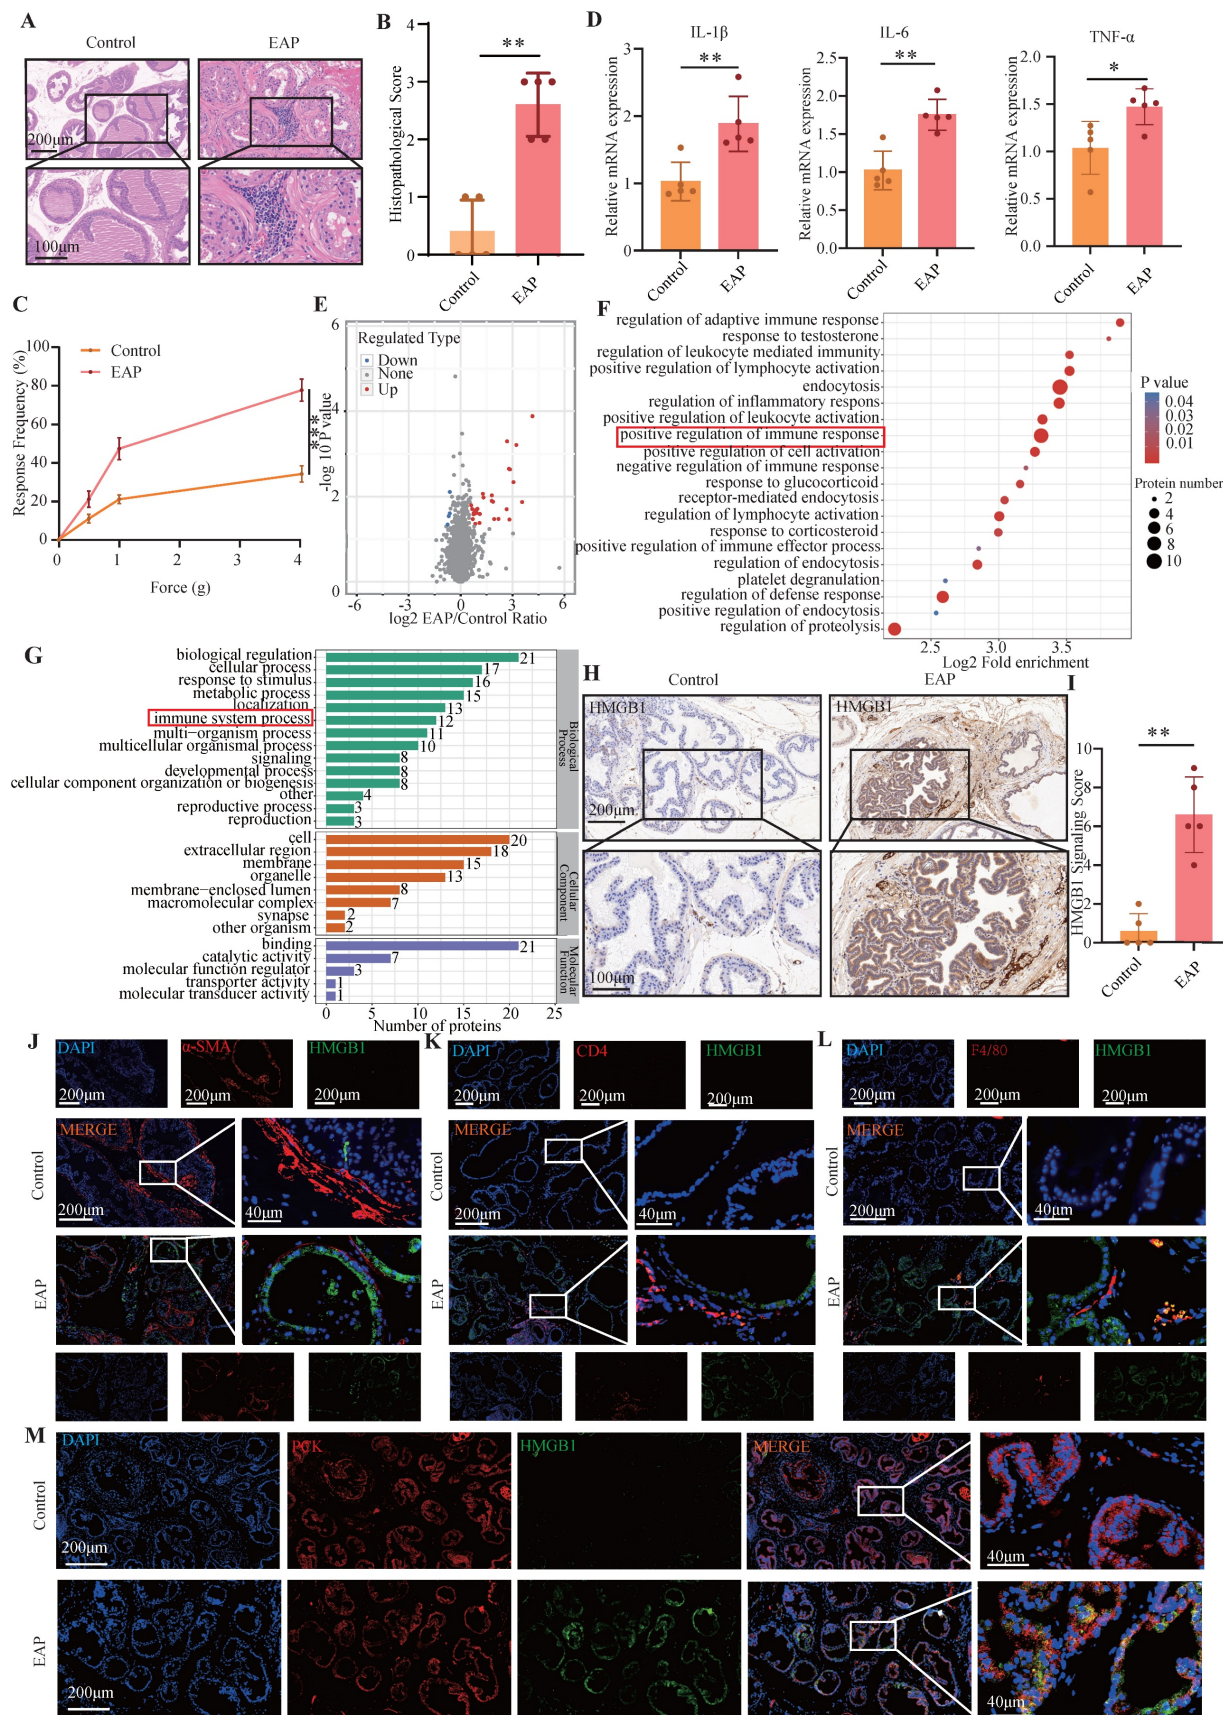 A
Control
EAP
200μm
100μm
B
Histopathological Score
4
3
2
1
0
**
Control
EAP
D
IL-1β
Relative mRNA expression
3
2
1
0
**
Control
EAP
IL-6
Relative mRNA expression
2.5
2.0
1.5
1.0
0.5
0.0
**
Control
EAP
TNF-α
Relative mRNA expression
1.5
1.0
0.5
0.0
*
Control
EAP
C
Response Frequency (%)
100
80
60
40
20
0
Control
EAP
***
0
1
2
3
4
Force (g)
E
-log 10 P value
6
4
2
0
Regulated Type
Down
None
Up
-6
-3
0
3
6
log2 EAP/Control Ratio
F
regulation of adaptive immune response
response to testosterone
regulation of leukocyte mediated immunity
positive regulation of lymphocyte activation
endocytosis
regulation of inflammatory respons
positive regulation of leukocyte activation
positive regulation of immune response
positive regulation of cell activation
negative regulation of immune response
response to glucocorticoid
receptor-mediated endocytosis
regulation of lymphocyte activation
response to corticosteroid
positive regulation of immune effector process
regulation of endocytosis
platelet degranulation
regulation of defense response
positive regulation of endocytosis
regulation of proteolysis
2.5
3.0
3.5
Log2 Fold enrichment
P value
0.04
0.03
0.02
0.01
Protein number
2
4
6
8
10
G
biological regulation 21
cellular process 17
response to stimulus 16
metabolic process 15
localization 13
immune system process 12
multi-organism process 11
multicellular organismal process 10
signaling 8
developmental process 8
cellular component organization or biogenesis 8
other 4
reproductive process 3
reproduction 3
Biological Process
cell 20
extracellular region 18
membrane 15
organelle 13
membrane-enclosed lumen 8
macromolecular complex 7
synapse 2
other organism 2
Cellular Component
binding 21
catalytic activity 7
molecular function regulator 3
transporter activity 1
molecular transducer activity 1
Molecular Function
0
5
10
15
20
25
Number of proteins
H
Control
EAP
HMGB1
HMGB1
200μm
100μm
I
HMGB1 Signaling Score
10
8
6
4
2
0
**
Control
EAP
J
DAPI
α-SMA
HMGB1
200μm
200μm
200μm
Control
MERGE
200μm
40μm
EAP
K
DAPI
CD4
HMGB1
200μm
200μm
200μm
Control
MERGE
200μm
40μm
EAP
L
DAPI
F4/80
HMGB1
200μm
200μm
200μm
Control
MERGE
200μm
40μm
EAP
M
DAPI
PCK
HMGB1
MERGE
Control
200μm
40μm
EAP
200μm
40μm